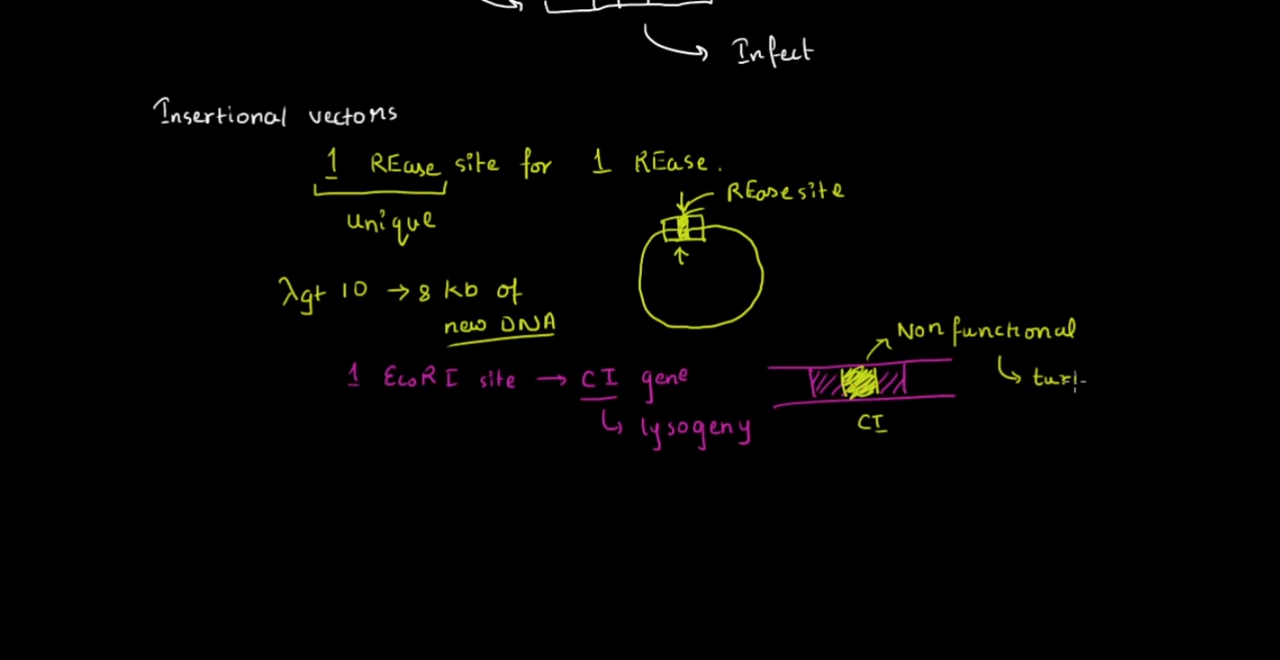 Infect
Insertional vectors
1 REase site for 1 REase.
unique
REase site
λgt 10 → 8 kb of
new DNA
Non functional
1 EcoRI site → CI gene
lysogeny
CI